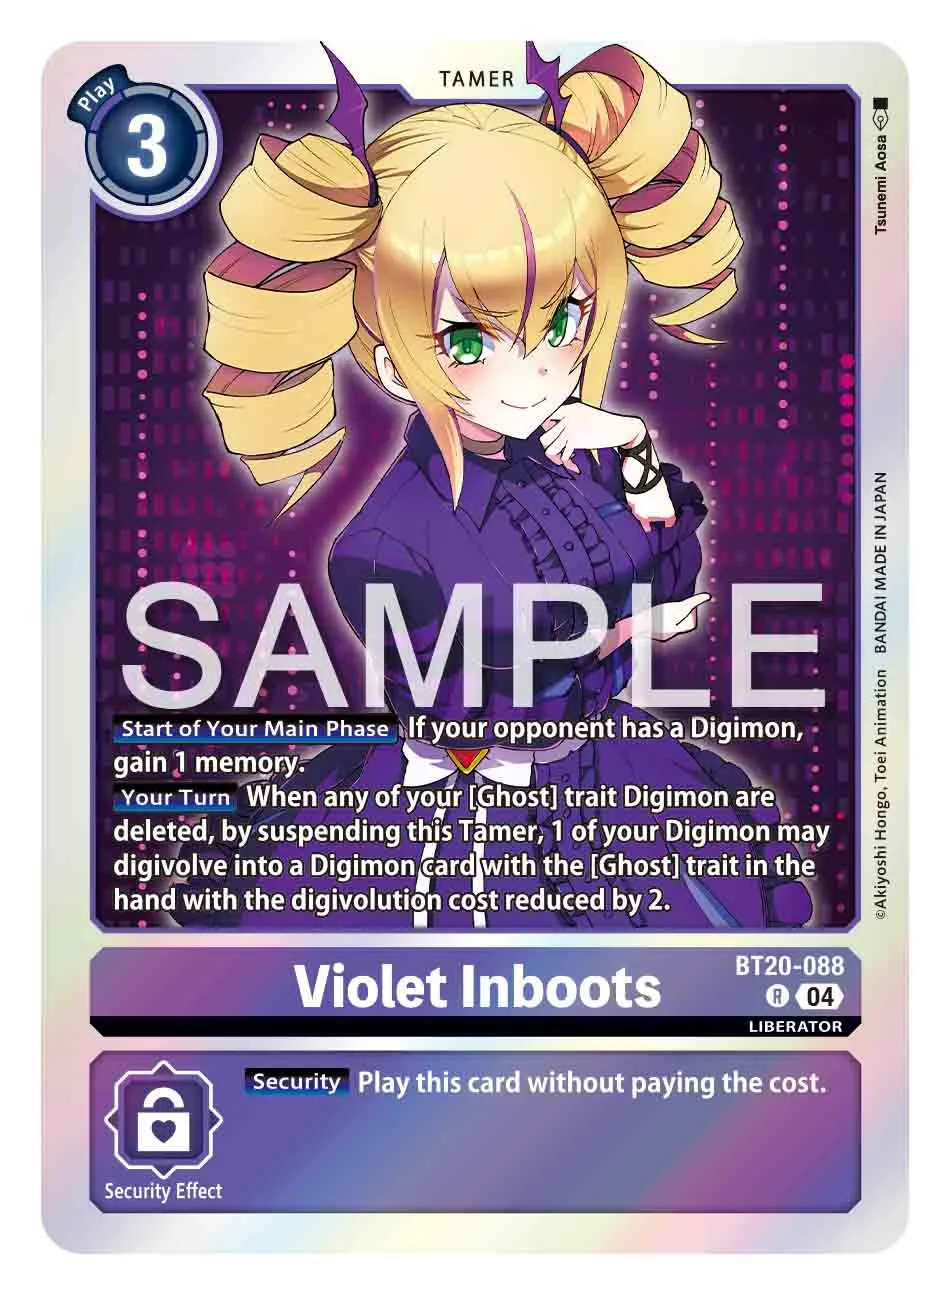 TAMER
Play
3
Tsunemi Aosa
SAMPLE
Start of Your Main Phase If your opponent has a Digimon,
gain 1 memory.
Your Turn When any of your [Ghost] trait Digimon are
deleted, by suspending this Tamer, 1 of your Digimon may
digivolve into a Digimon card with the [Ghost] trait in the
hand with the digivolution cost reduced by 2.
©Akiyoshi Hongo, Toei Animation BANDAI MADE IN JAPAN
Violet Inboots
BT20-088
R 04
LIBERATOR
Security Play this card without paying the cost.
Security Effect